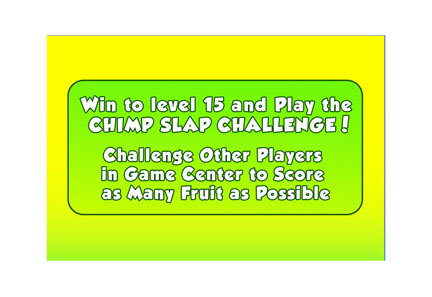 Win to level 15 and Play the
CHIMP SLAP CHALLENGE!
Challenge Other Players
in Game Center to Score
as Many Fruit as Possible